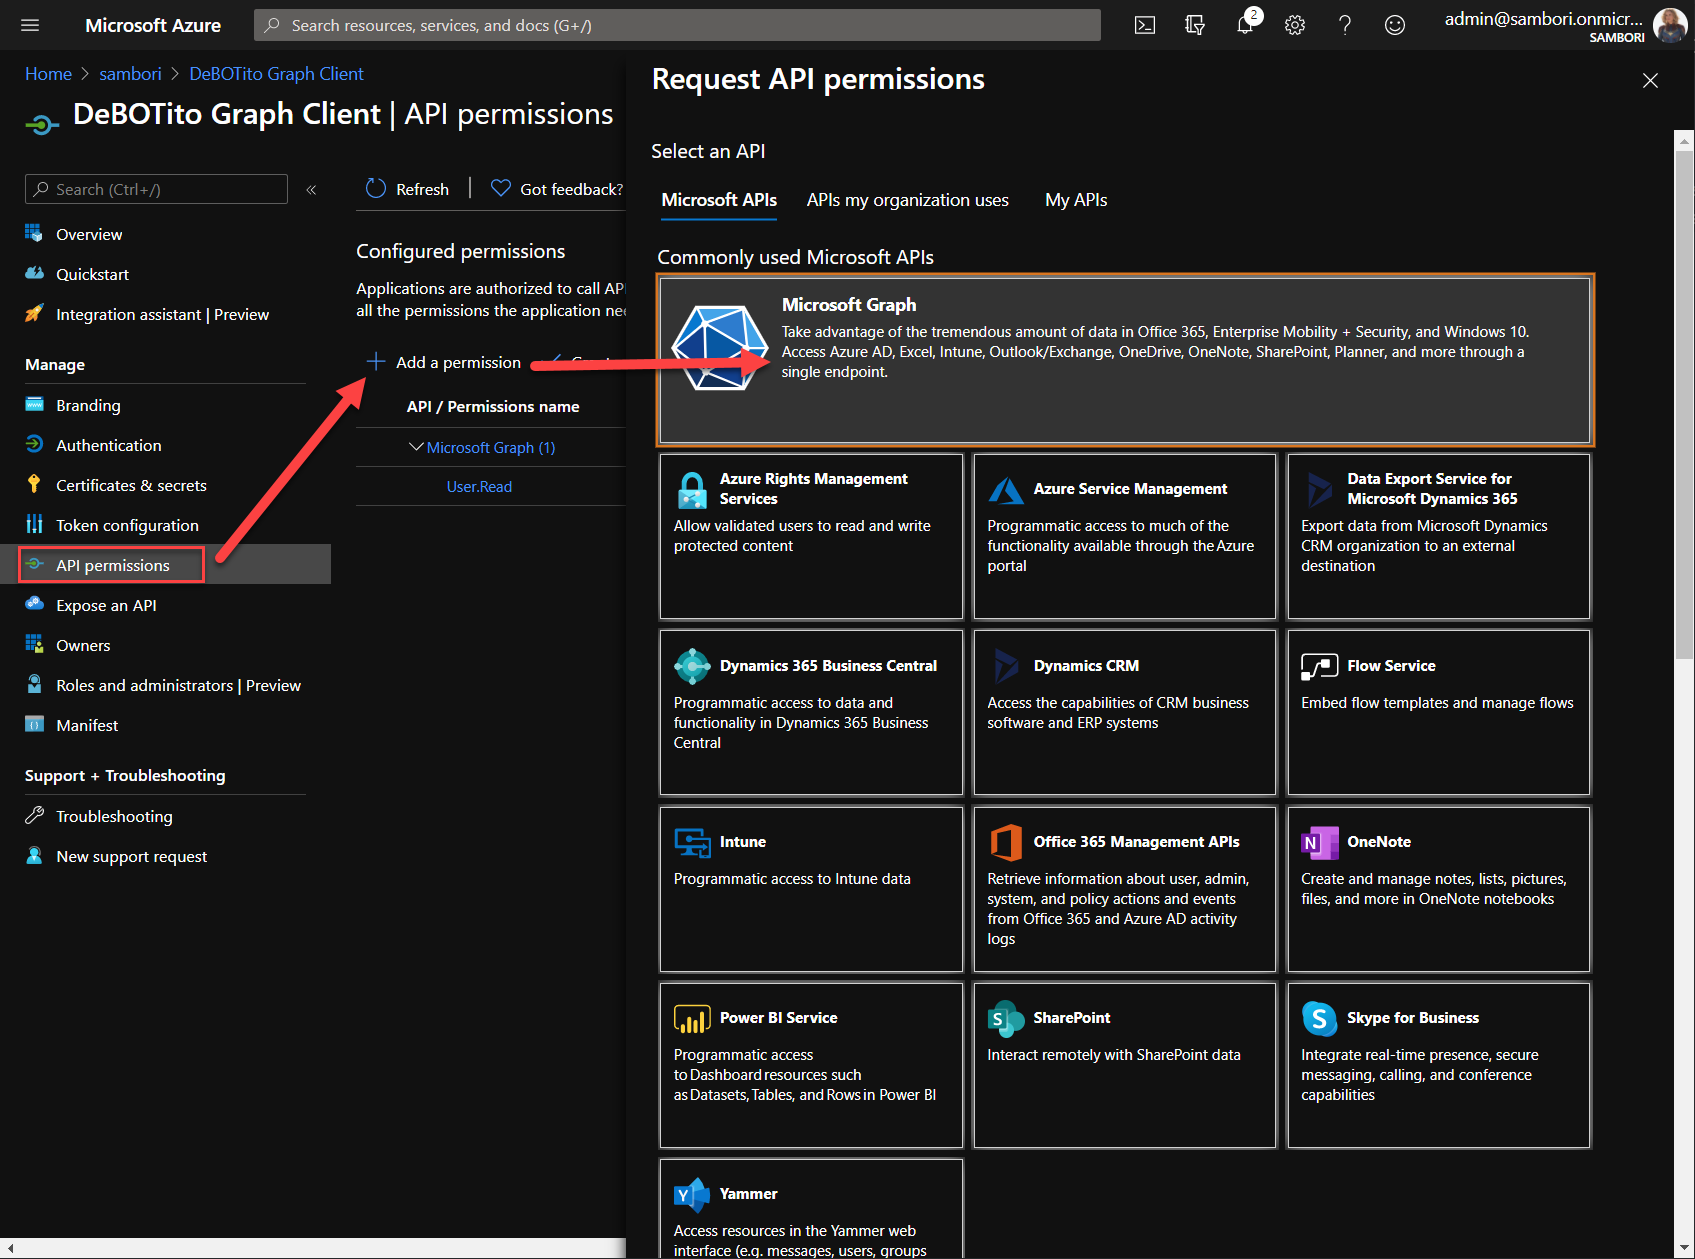 Microsoft Azure
Search resources, services, and docs (G+/)
2
admin@sambori.onmicr...
SAMBORI
Home > sambori > DeBOTito Graph Client
DeBOTito Graph Client | API permissions
Search (Ctrl+/)
«
Overview
Quickstart
Integration assistant | Preview
Manage
Branding
Authentication
Certificates & secrets
Token configuration
API permissions
Expose an API
Owners
Roles and administrators | Preview
Manifest
Support + Troubleshooting
Troubleshooting
New support request
Refresh | Got feedback?
Configured permissions
Applications are authorized to call API
all the permissions the application nee
Add a permission
API / Permissions name
Microsoft Graph (1)
User.Read
Request API permissions
Select an API
Microsoft APIs APIs my organization uses My APIs
Commonly used Microsoft APIs
Microsoft Graph
Take advantage of the tremendous amount of data in Office 365, Enterprise Mobility + Security, and Windows 10.
Access Azure AD, Excel, Intune, Outlook/Exchange, OneDrive, OneNote, SharePoint, Planner, and more through a
single endpoint.
Azure Rights Management
Services
Allow validated users to read and write
protected content
Azure Service Management
Programmatic access to much of the
functionality available through the Azure
portal
Data Export Service for
Microsoft Dynamics 365
Export data from Microsoft Dynamics
CRM organization to an external
destination
Dynamics 365 Business Central
Programmatic access to data and
functionality in Dynamics 365 Business
Central
Dynamics CRM
Access the capabilities of CRM business
software and ERP systems
Flow Service
Embed flow templates and manage flows
Intune
Programmatic access to Intune data
Office 365 Management APIs
Retrieve information about user, admin,
system, and policy actions and events
from Office 365 and Azure AD activity
logs
N
OneNote
Create and manage notes, lists, pictures,
files, and more in OneNote notebooks
Power BI Service
Programmatic access
to Dashboard resources such
as Datasets, Tables, and Rows in Power BI
S
SharePoint
Interact remotely with SharePoint data
S
Skype for Business
Integrate real-time presence, secure
messaging, calling, and conference
capabilities
Y
Yammer
Access resources in the Yammer web
interface (e.g. messages, users, groups